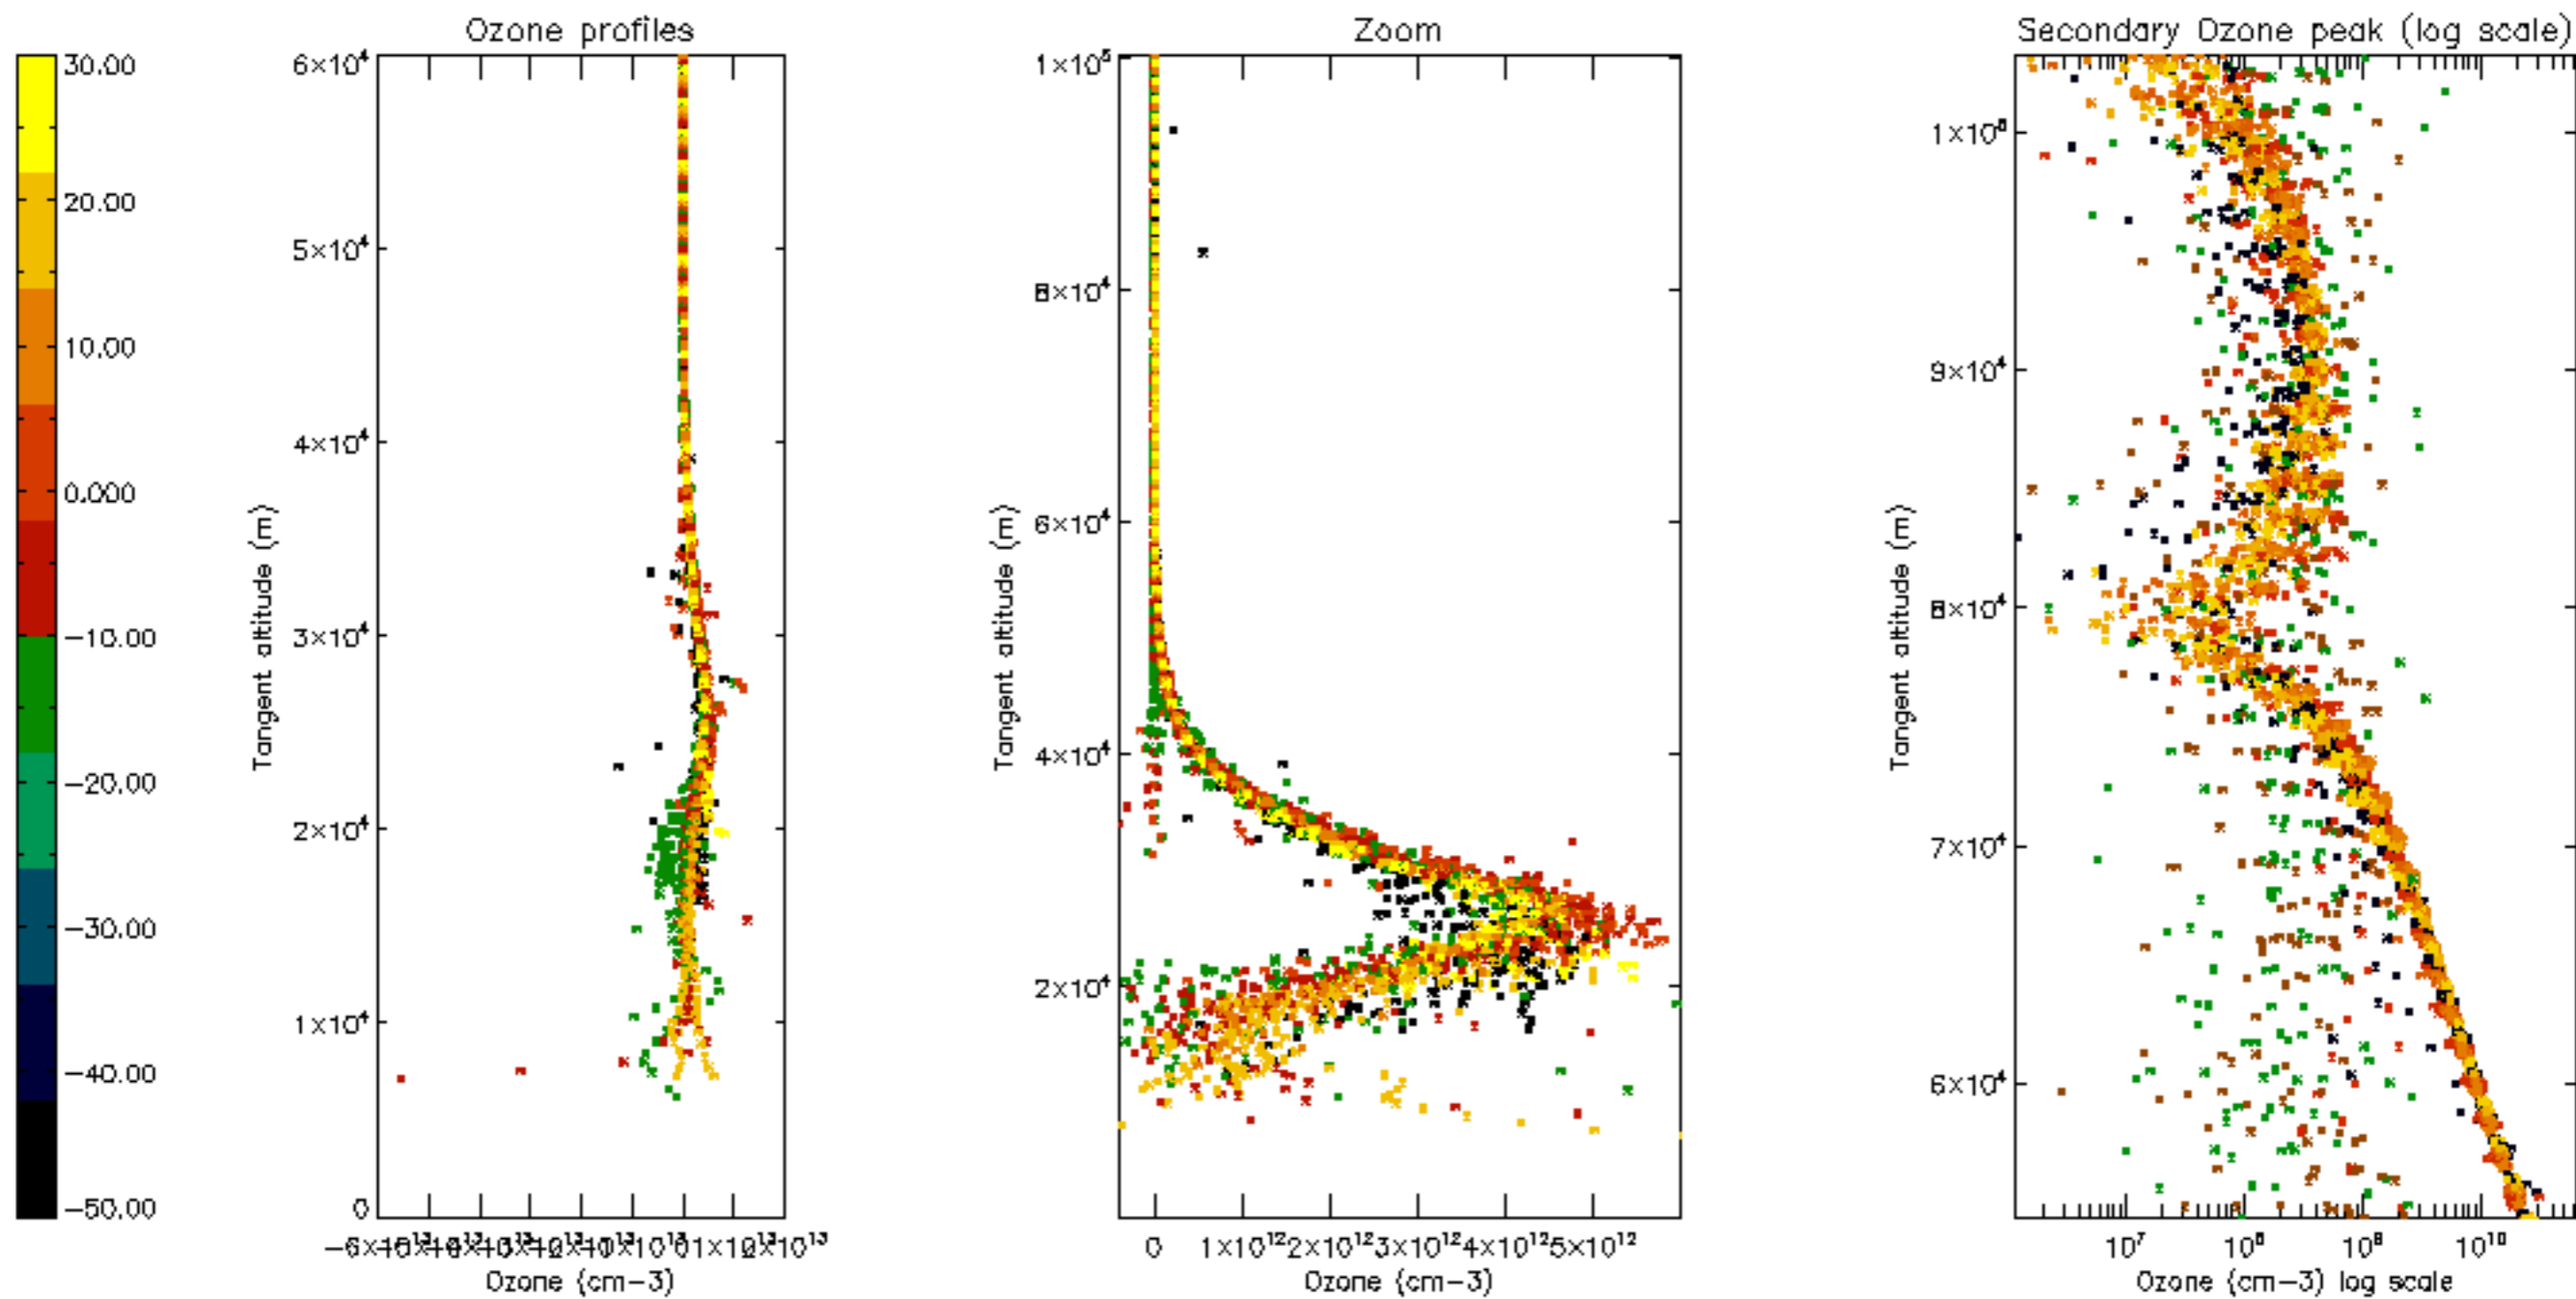 Ozone profiles
Zoom
Secondary Ozone peak (log scale)
30.00
20.00
10.00
0.000
−10.00
−20.00
−30.00
−40.00
−50.00
6×10⁴
5×10⁴
4×10⁴
3×10⁴
2×10⁴
1×10⁴
0
Tangent altitude (m)
Ozone (cm−3)
1×10⁵
8×10⁴
6×10⁴
4×10⁴
2×10⁴
Tangent altitude (m)
0 1×10¹² 2×10¹² 3×10¹² 4×10¹² 5×10¹²
Ozone (cm−3)
9×10⁴
8×10⁴
7×10⁴
6×10⁴
Tangent altitude (m)
10⁷ 10⁸ 10⁹ 10¹⁰
Ozone (cm−3) log scale